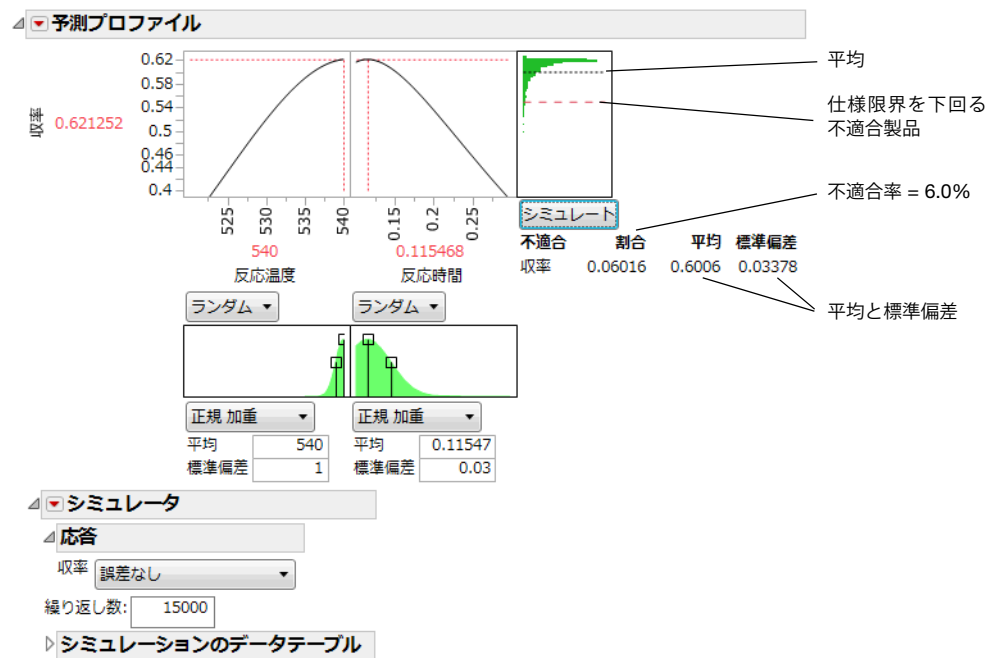 予測プロファイル
収率
0.621252
0.62
0.58
0.54
0.5
0.46
0.44
0.4
525
530
535
540
0.15
0.2
0.25
540
0.115468
反応温度
反応時間
平均
仕様限界を下回る
不適合製品
不適合率 = 6.0%
平均と標準偏差
シミュレート
不適合 割合 平均 標準偏差
収率 0.06016 0.6006 0.03378
ランダム
ランダム
正規 加重
正規 加重
平均 540
平均 0.11547
標準偏差 1
標準偏差 0.03
シミュレータ
応答
収率 誤差なし
繰り返し数: 15000
シミュレーションのデータテーブル